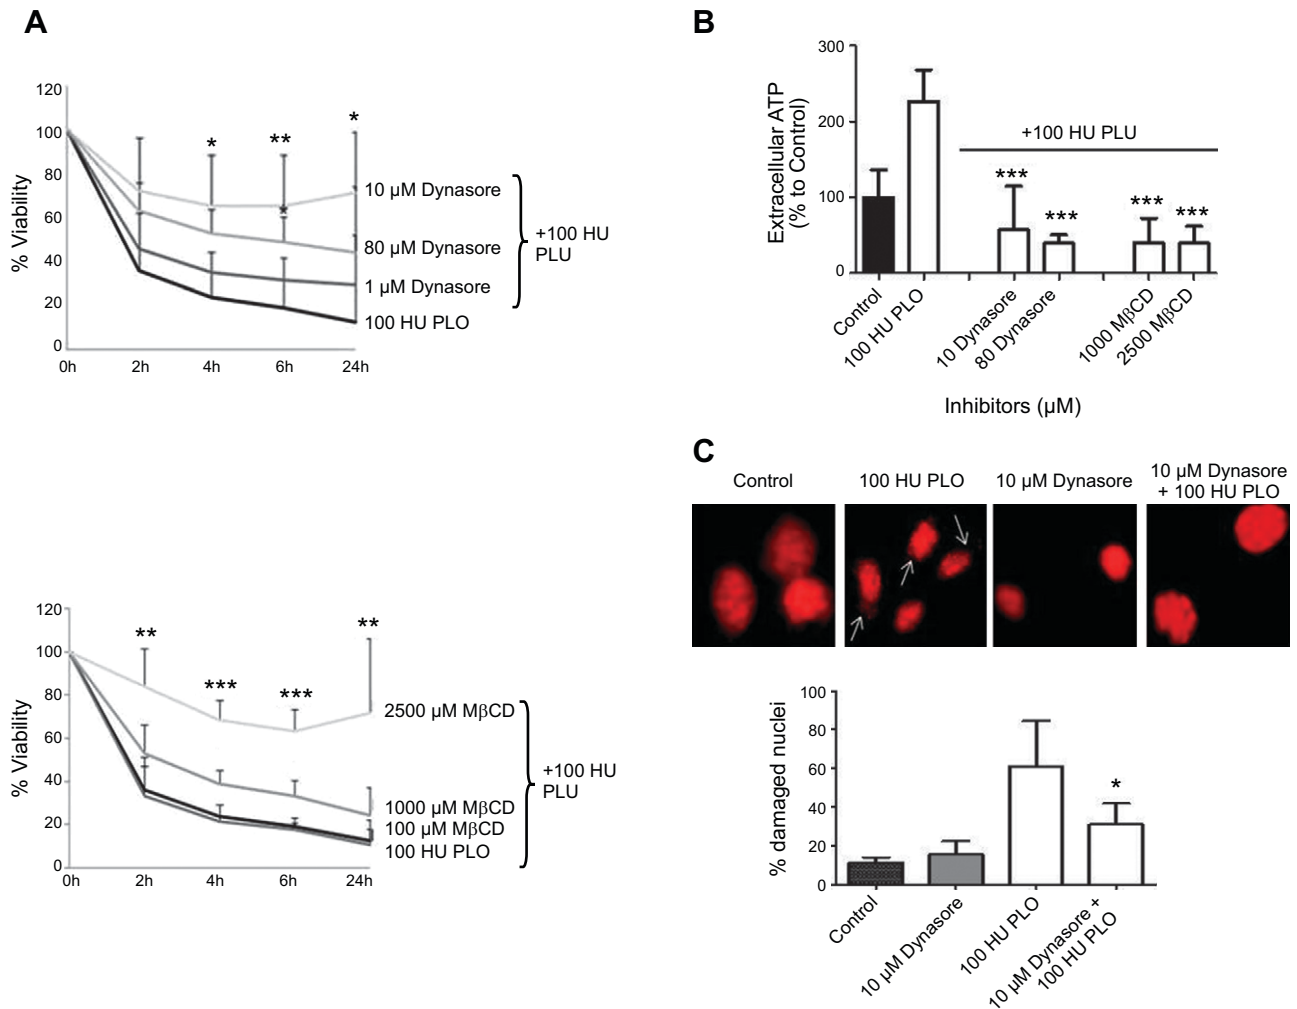 A
% Viability
120
100
80
60
40
20
0
0h 2h 4h 6h 24h
*
**
*
*
10 µM Dynasore
80 µM Dynasore
1 µM Dynasore
100 HU PLO
+100 HU
PLU
% Viability
120
100
80
60
40
20
0
0h 2h 4h 6h 24h
**
***
***
**
2500 µM MβCD
1000 µM MβCD
100 µM MβCD
100 HU PLO
+100 HU
PLU
B
Extracellular ATP
(% to Control)
300
200
100
0
+100 HU PLU
***
***
***
***
Control
100 HU PLO
10 Dynasore
80 Dynasore
1000 MβCD
2500 MβCD
Inhibitors (µM)
C
Control
100 HU PLO
10 µM Dynasore
10 µM Dynasore
+ 100 HU PLO
% damaged nuclei
100
80
60
40
20
0
*
Control
10 µM Dynasore
100 HU PLO
10 µM Dynasore +
100 HU PLO